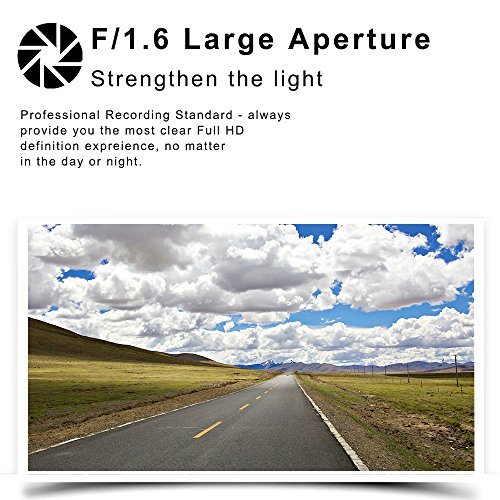 F/1.6 Large Aperture
Strengthen the light
Professional Recording Standard - always
provide you the most clear Full HD
definition expreience, no matter
in the day or night.